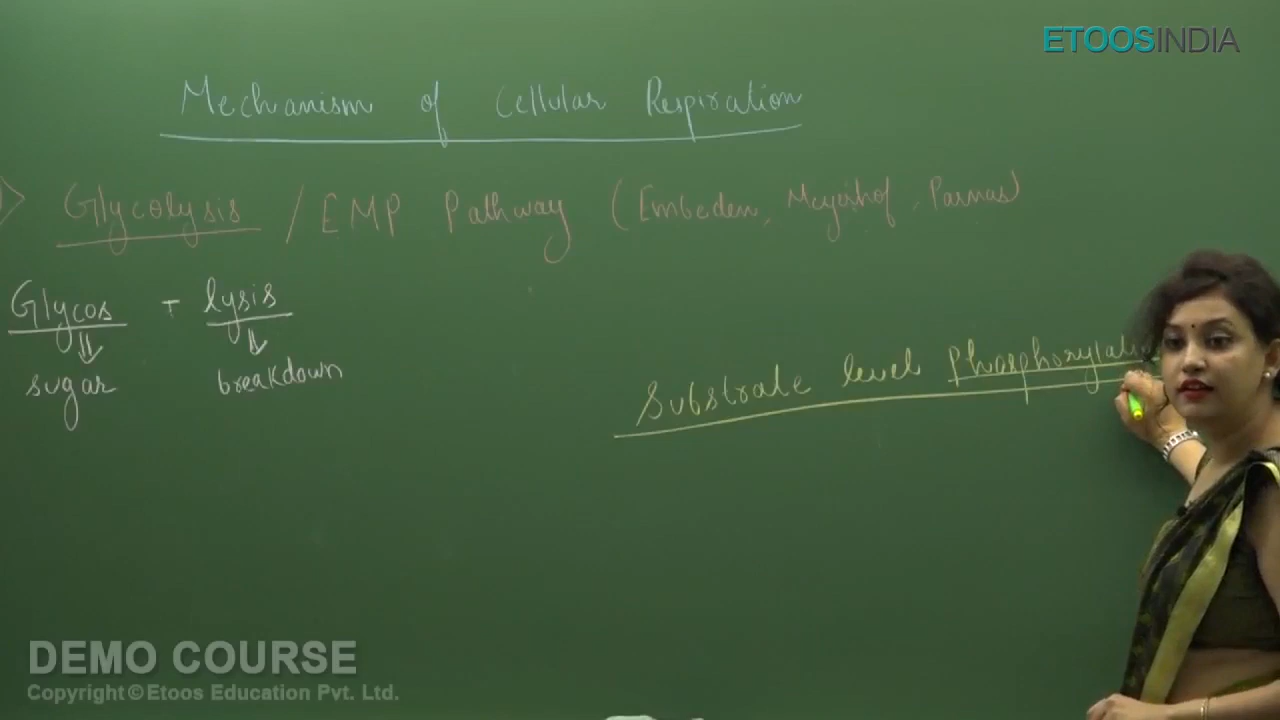 ETOOSINDIA
Mechanism of Cellular Respiration
Glycolysis / EMP Pathway (Embeden, Meyerhof, Parnas)
Glycos - lysis
sugar breakdown
Substrate level
DEMO COURSE
Copyright©Etoos Education Pvt. Ltd.